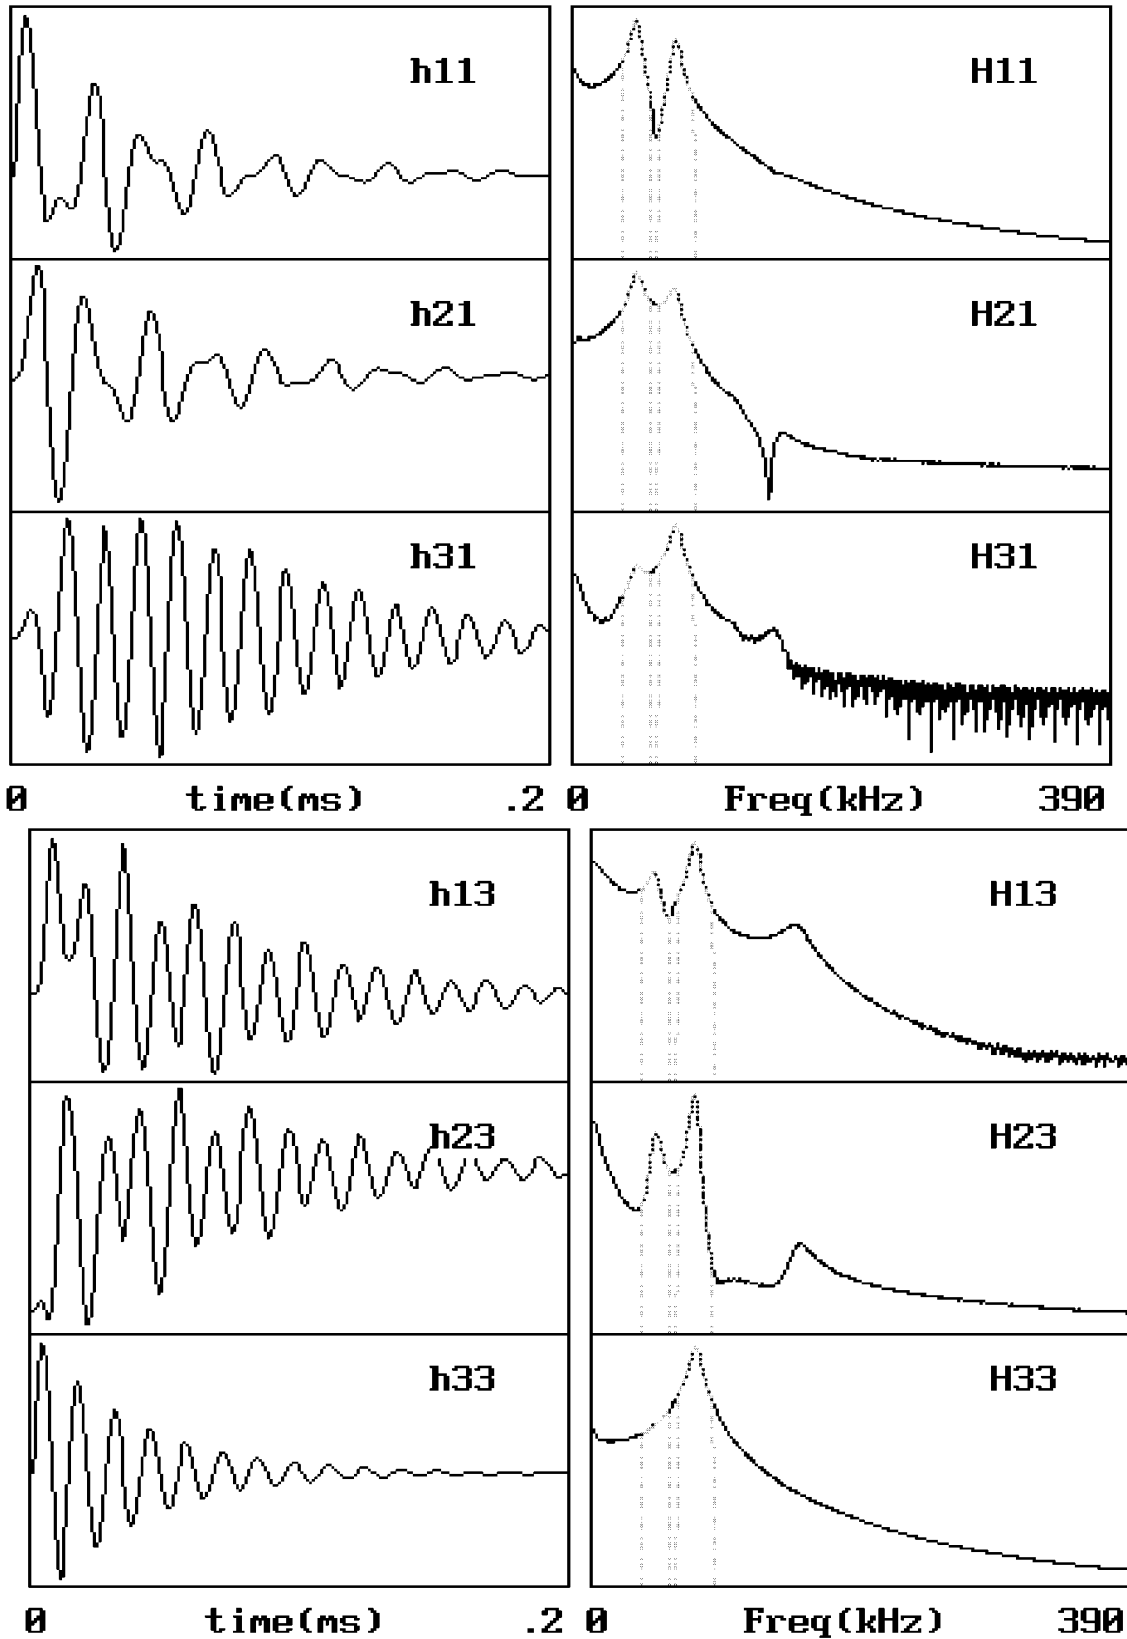 h11 H11
h21 H21
h31 H31
0 time(ms) .2 0 Freq(kHz) 390
h13 H13
h23 H23
h33 H33
0 time(ms) .2 0 Freq(kHz) 390